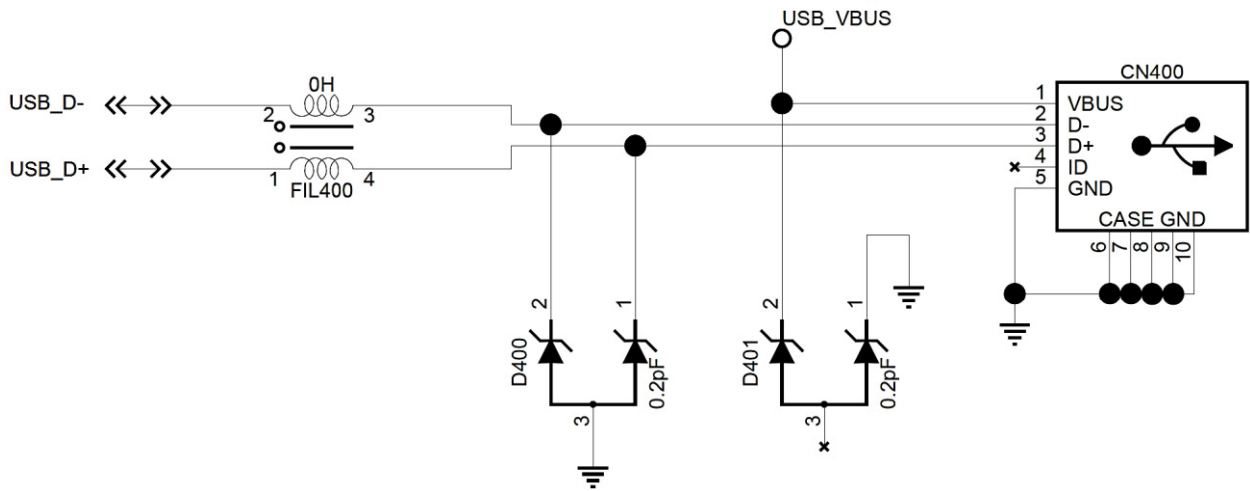 USB_VBUS
CN400
0H
USB_D-
2
3
1
VBUS
2
D-
3
D+
4
ID
5
GND
USB_D+
1
4
FIL400
CASE GND
6
7
8
9
10
2
1
2
1
D400
0.2pF
D401
0.2pF
3
3